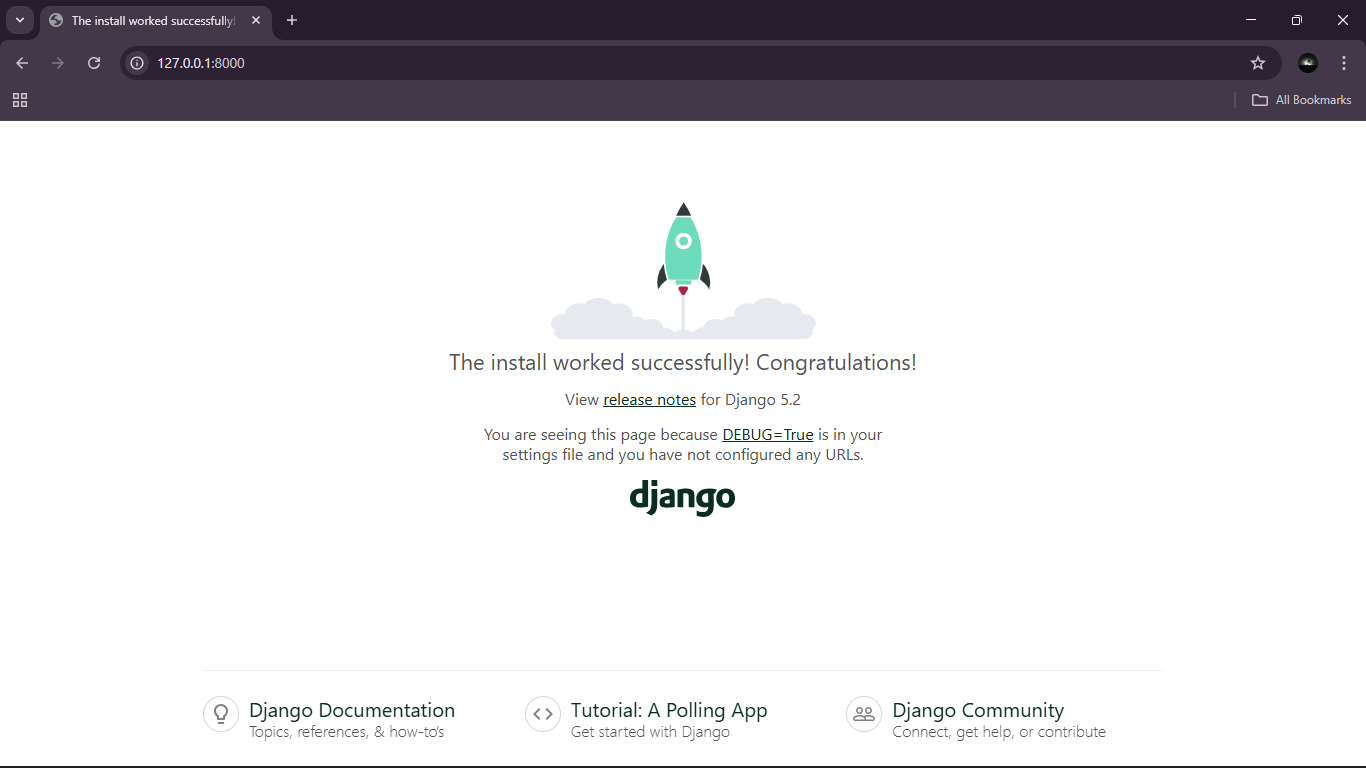 The install worked successfully!
127.0.0.1:8000
All Bookmarks
The install worked successfully! Congratulations!
View release notes for Django 5.2
You are seeing this page because DEBUG=True is in your
settings file and you have not configured any URLs.
django
Django Documentation
Topics, references, & how-to's
Tutorial: A Polling App
Get started with Django
Django Community
Connect, get help, or contribute